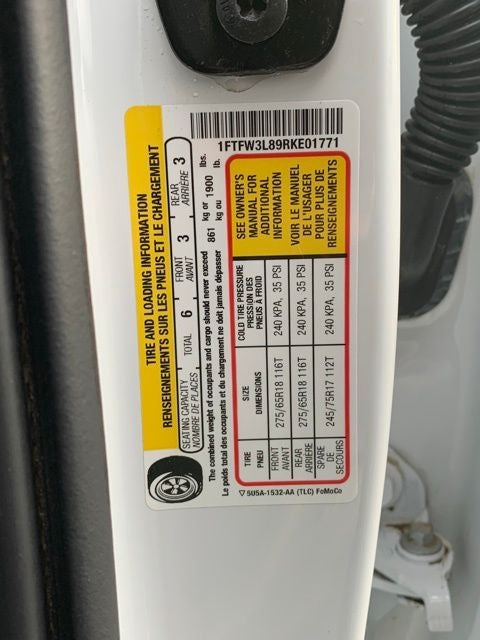 1FTFW3L89RKE01771
TIRE AND LOADING INFORMATION
RENSEIGNEMENTS SUR LES PNEUS ET LE CHARGEMENT
SEATING CAPACITY TOTAL 6 FRONT 3 REAR 3
NOMBRE DE PLACES AVANT ARRIÈRE
The combined weight of occupants and cargo should never exceed 861 kg or 1900 lbs.
Le poids total des occupants et du chargement ne doit jamais dépasser kg or lb.
TIRE SIZE COLD TIRE PRESSURE
PNEU DIMENSIONS PRESSION DES PNEUS À FROID
FRONT 275/65R18 116T 240 KPA, 35 PSI
AVANT
REAR 275/65R18 116T 240 KPA, 35 PSI
ARRIÈRE
SPARE 245/75R17 112T 240 KPA, 35 PSI
DE
SECOURS
SEE OWNER'S
MANUAL FOR
ADDITIONAL
INFORMATION
VOIR LE MANUEL
DE L'USAGER
POUR PLUS DE
RENSEIGNEMENTS
5U5A-1532-AA (TLC) FoMoCo